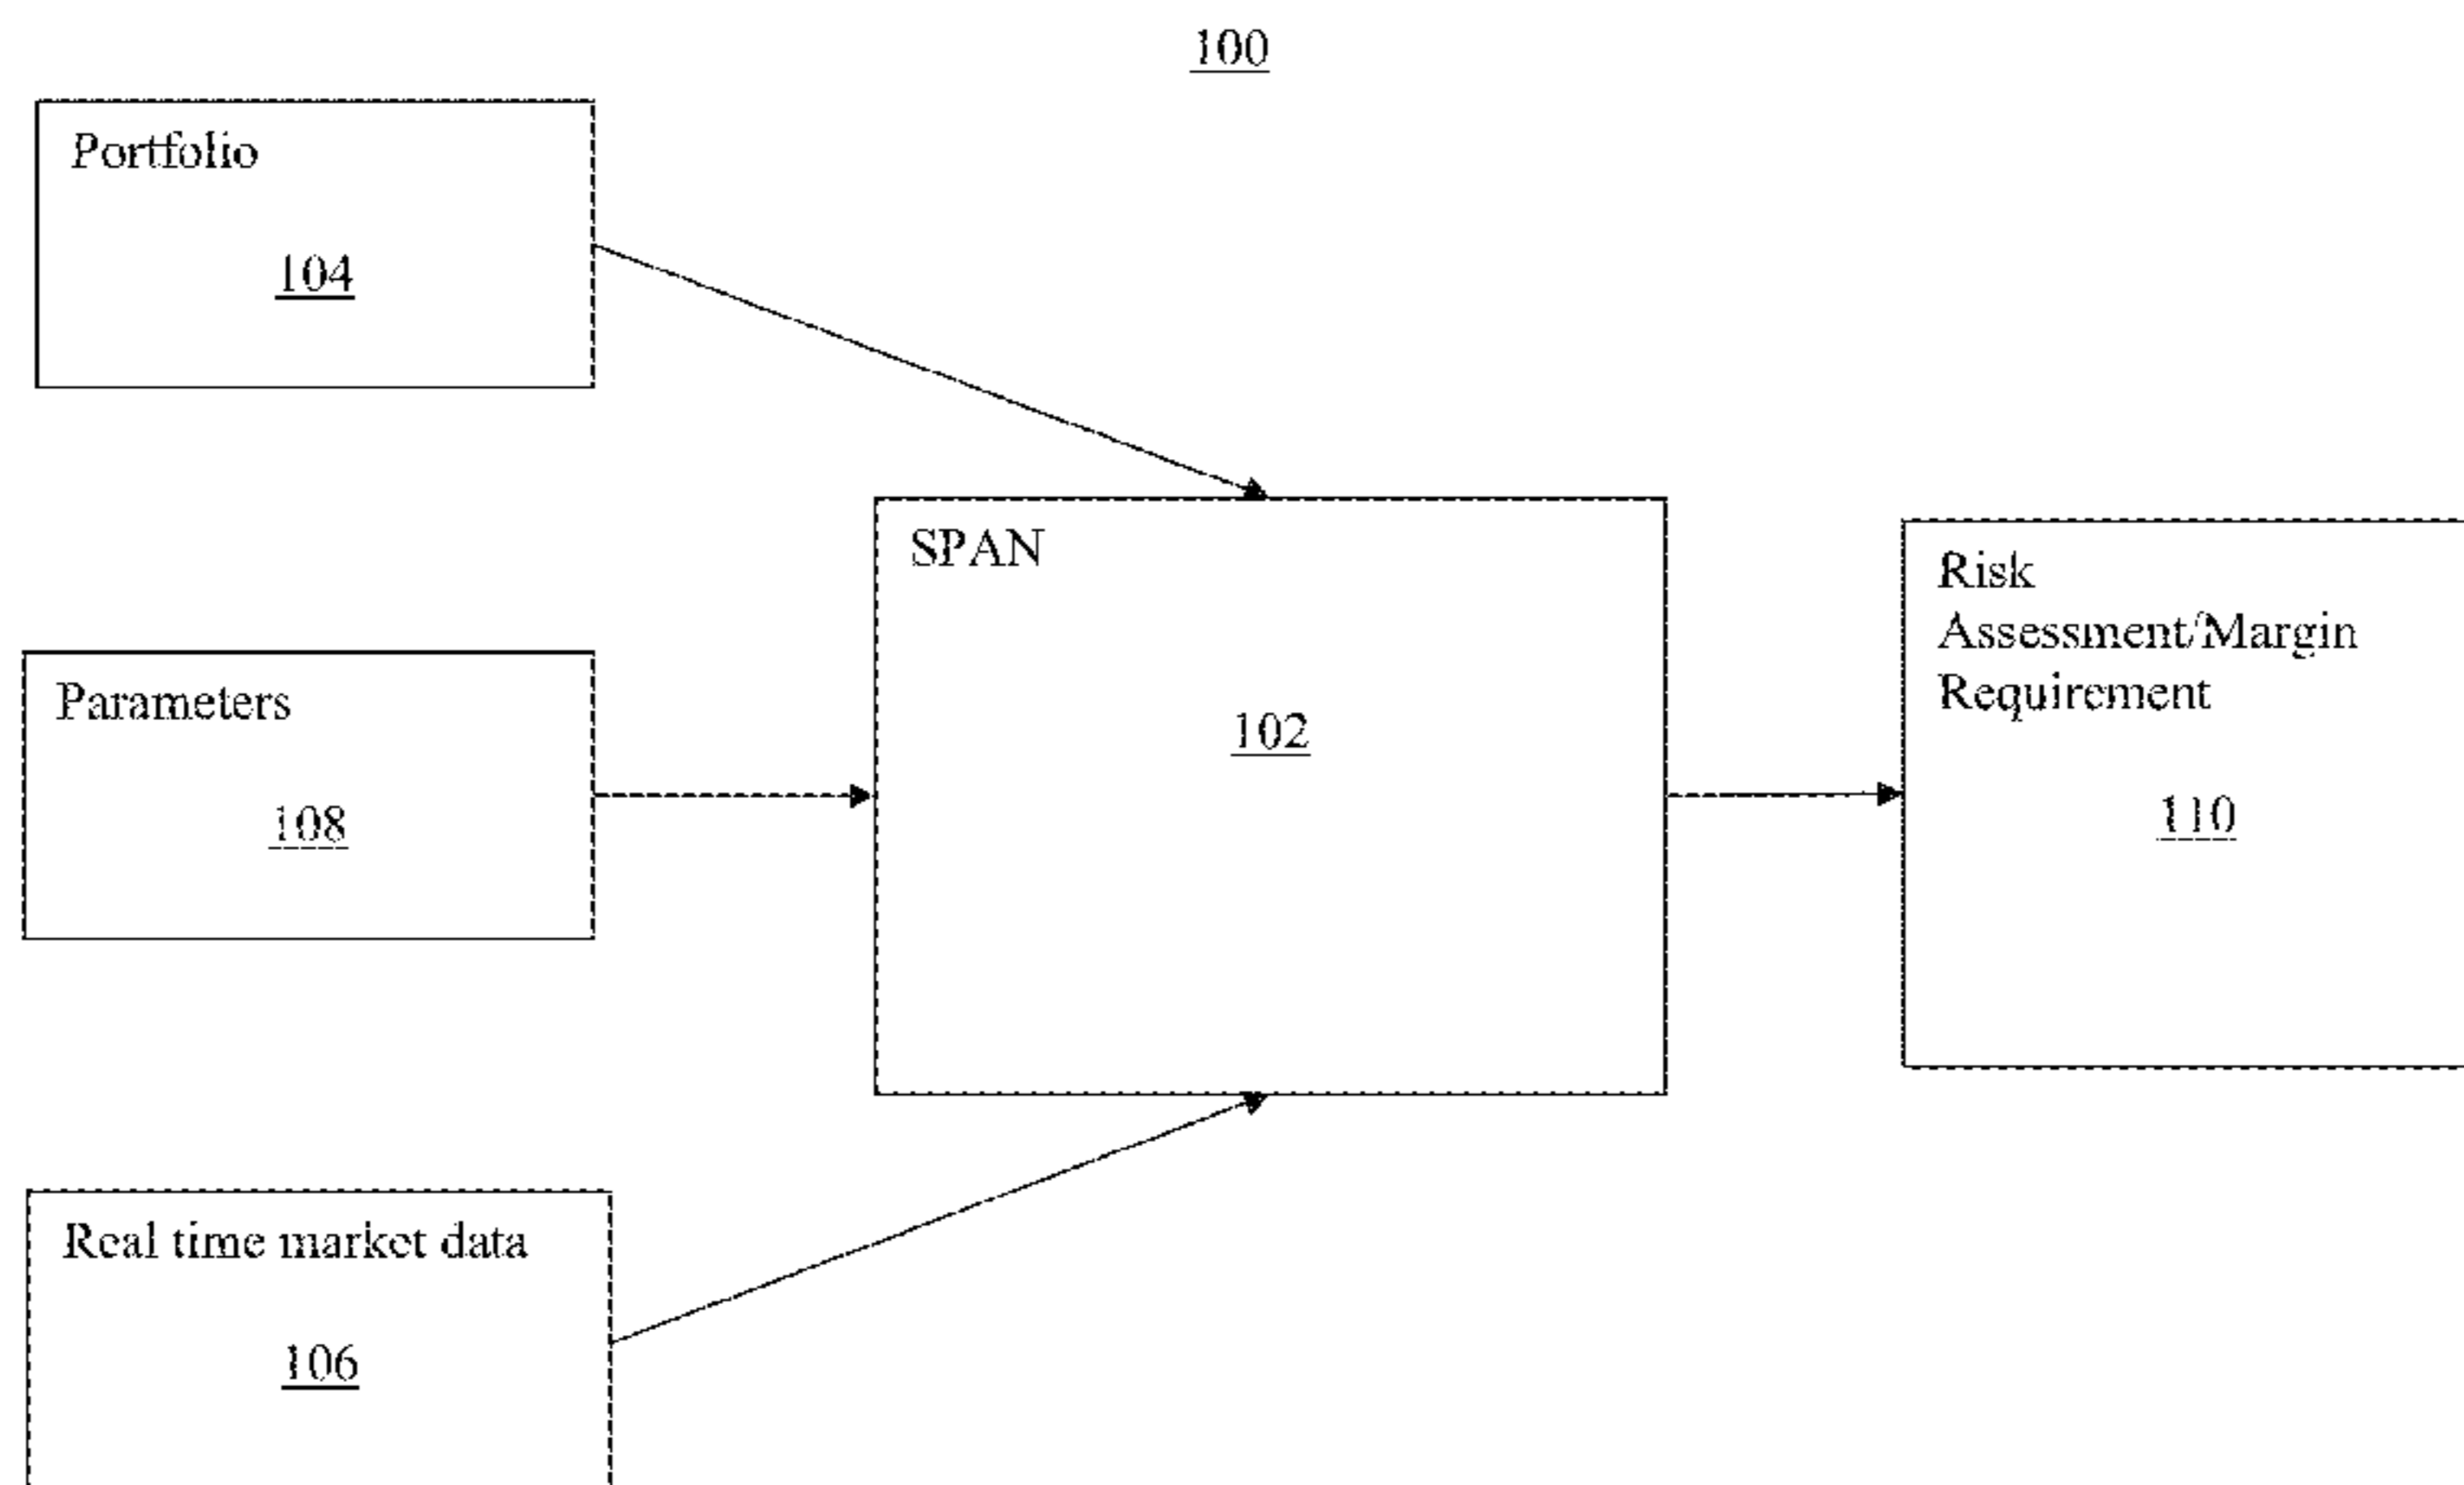 100
Portfolio
104
SPAN
102
Risk
Assessment/Margin
Requirement
110
Parameters
108
Real time market data
106